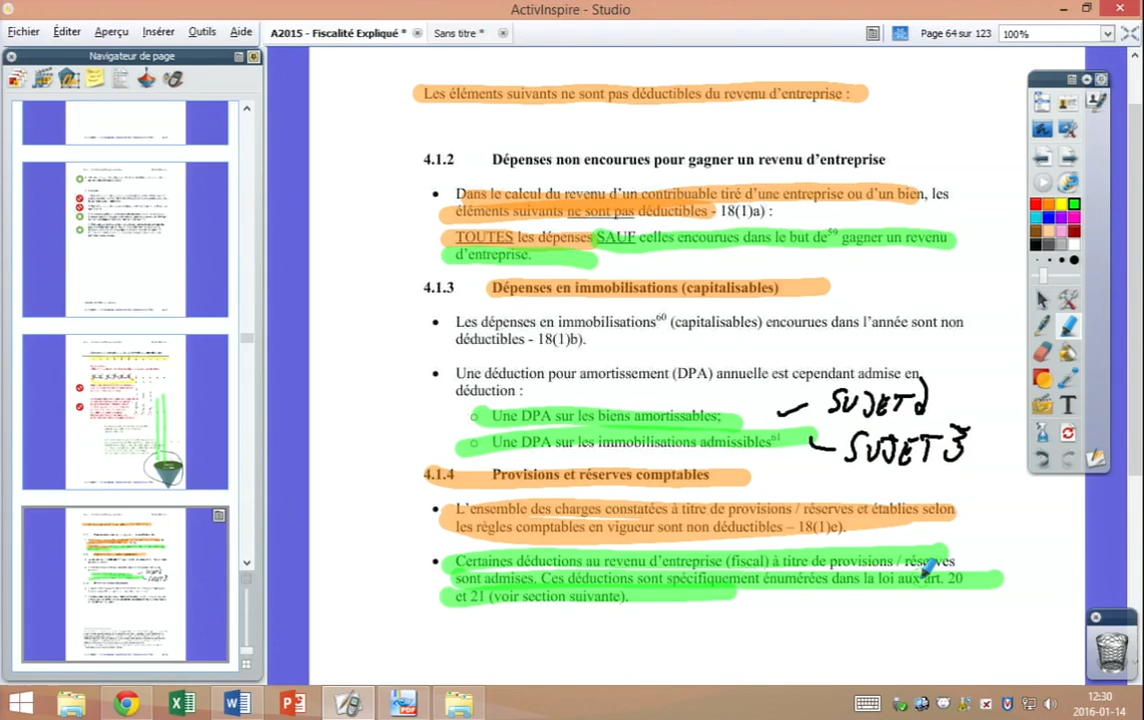 ActivInspire - Studio
Fichier Éditer Aperçu Insérer Outils Aide
A2015 - Fiscalité Expliqué * Sans titre *
Page 64 sur 123 100%
Navigateur de page
Les éléments suivants ne sont pas déductibles du revenu d'entreprise :
4.1.2 Dépenses non encourues pour gagner un revenu d'entreprise
• Dans le calcul du revenu d'un contribuable tiré d'une entreprise ou d'un bien, les
éléments suivants ne sont pas déductibles - 18(1)a) :
TOUTES les dépenses SAUF celles encourues dans le but de59 gagner un revenu
d'entreprise.
4.1.3 Dépenses en immobilisations (capitalisables)
• Les dépenses en immobilisations60 (capitalisables) encourues dans l'année sont non
déductibles - 18(1)b).
• Une déduction pour amortissement (DPA) annuelle est cependant admise en
déduction :
o Une DPA sur les biens amortissables; SUJET 2
o Une DPA sur les immobilisations admissibles61 SUJET 3
4.1.4 Provisions et réserves comptables
• L'ensemble des charges constatées à titre de provisions / réserves et établies selon
les règles comptables en vigueur sont non déductibles – 18(1)e).
• Certaines déductions au revenu d'entreprise (fiscal) à titre de provisions / réserves
sont admises. Ces déductions sont spécifiquement énumérées dans la loi aux art. 20
et 21 (voir section suivante).
12:30
2016-01-14